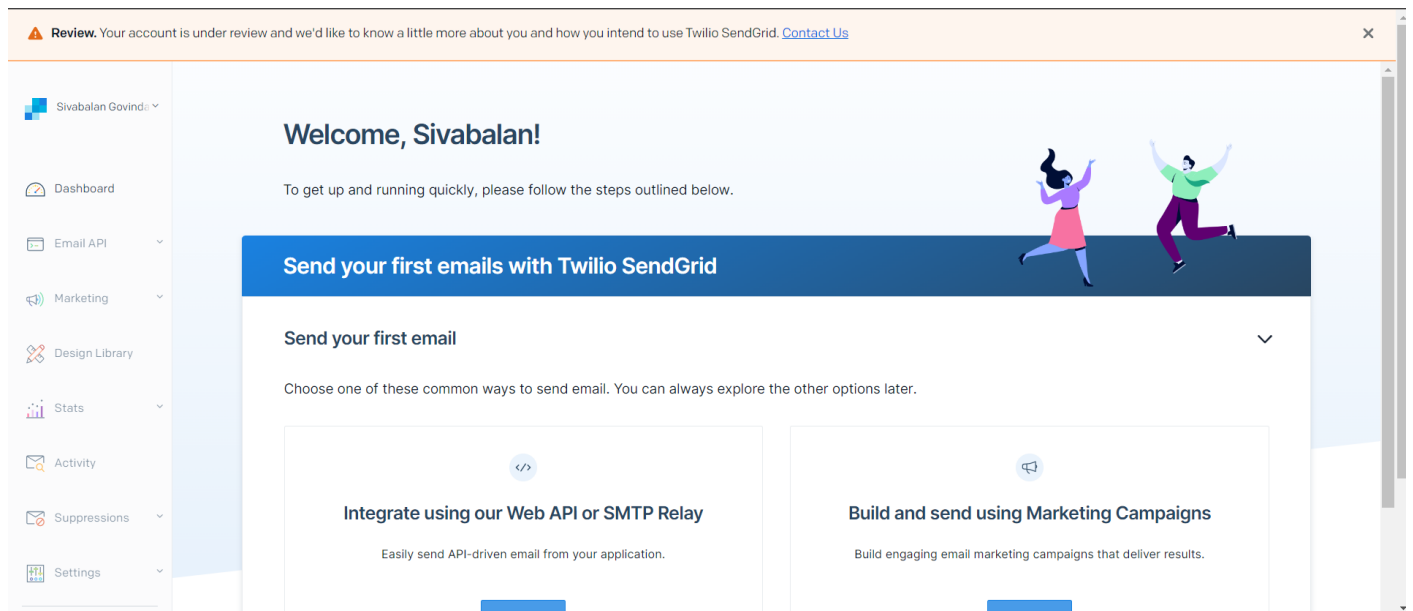 Review. Your account is under review and we'd like to know a little more about you and how you intend to use Twilio SendGrid. Contact Us
Sivabalan Govinda
Welcome, Sivabalan!
Dashboard
To get up and running quickly, please follow the steps outlined below.
Email API
Send your first emails with Twilio SendGrid
Marketing
Send your first email
Design Library
Choose one of these common ways to send email. You can always explore the other options later.
Stats
Activity
Integrate using our Web API or SMTP Relay
Build and send using Marketing Campaigns
Suppressions
Easily send API-driven email from your application.
Build engaging email marketing campaigns that deliver results.
Settings